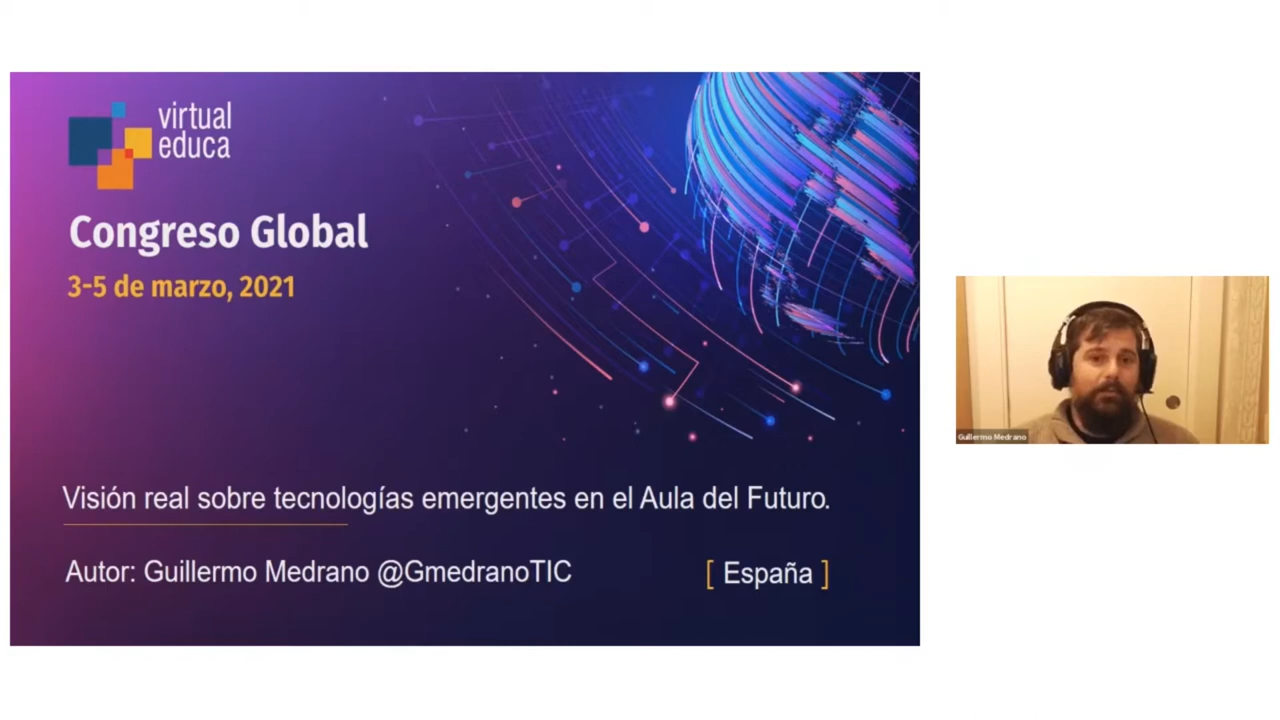 virtual
educa
Congreso Global
3-5 de marzo, 2021
Visión real sobre tecnologías emergentes en el Aula del Futuro.
Autor: Guillermo Medrano @GmedranoTIC
[ España ]
Guillermo Medrano